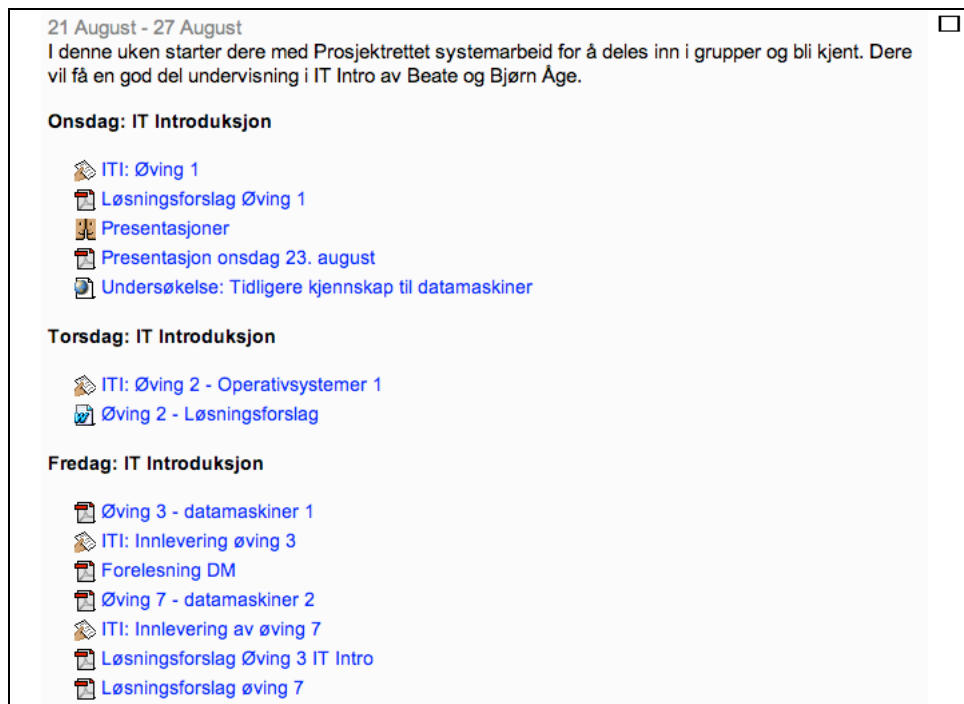 21 August - 27 August
I denne uken starter dere med Prosjektrettet systemarbeid for å deles inn i grupper og bli kjent. Dere
vil få en god del undervisning i IT Intro av Beate og Bjørn Åge.
Onsdag: IT Introduksjon
ITI: Øving 1
Løsningsforslag Øving 1
Presentasjoner
Presentasjon onsdag 23. august
Undersøkelse: Tidligere kjennskap til datamaskiner
Torsdag: IT Introduksjon
ITI: Øving 2 - Operativsystemer 1
Øving 2 - Løsningsforslag
Fredag: IT Introduksjon
Øving 3 - datamaskiner 1
ITI: Innlevering øving 3
Forelesning DM
Øving 7 - datamaskiner 2
ITI: Innlevering av øving 7
Løsningsforslag Øving 3 IT Intro
Løsningsforslag øving 7